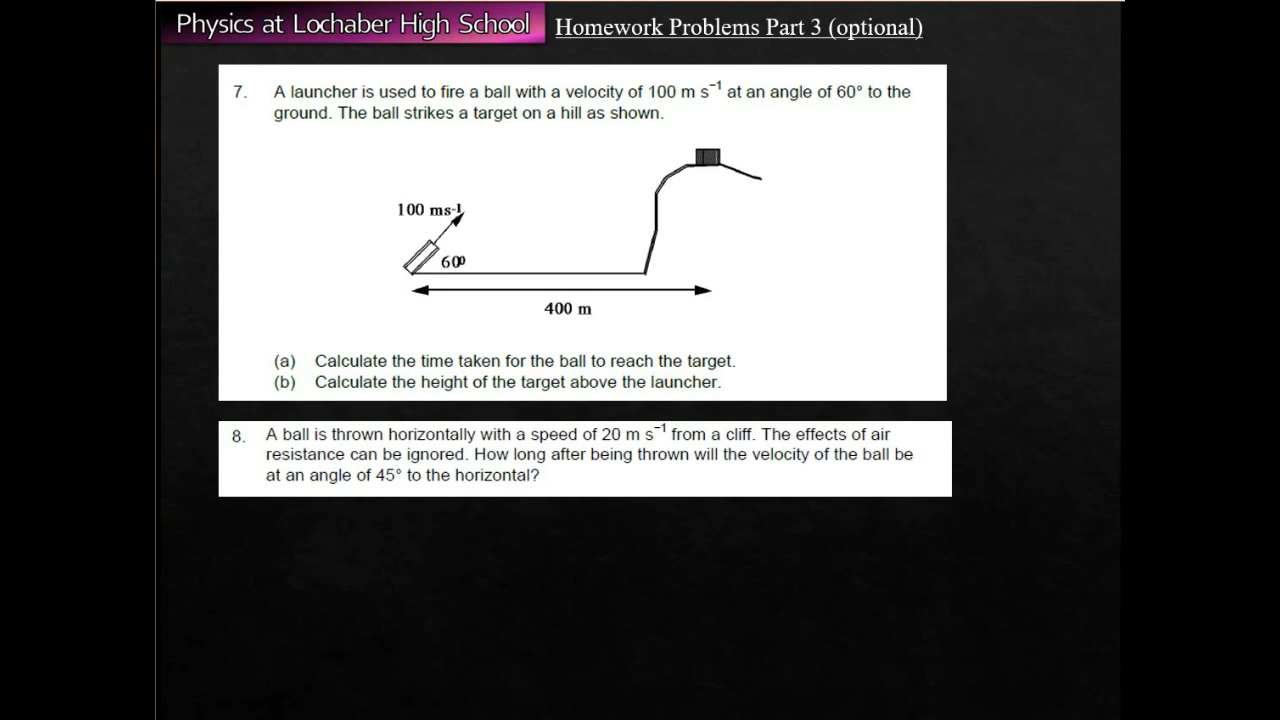 Physics at Lochaber High School
Homework Problems Part 3 (optional)
7. A launcher is used to fire a ball with a velocity of 100 m s⁻¹ at an angle of 60° to the
ground. The ball strikes a target on a hill as shown.
100 ms-1
60º
400 m
(a) Calculate the time taken for the ball to reach the target.
(b) Calculate the height of the target above the launcher.
8. A ball is thrown horizontally with a speed of 20 m s⁻¹ from a cliff. The effects of air
resistance can be ignored. How long after being thrown will the velocity of the ball be
at an angle of 45° to the horizontal?